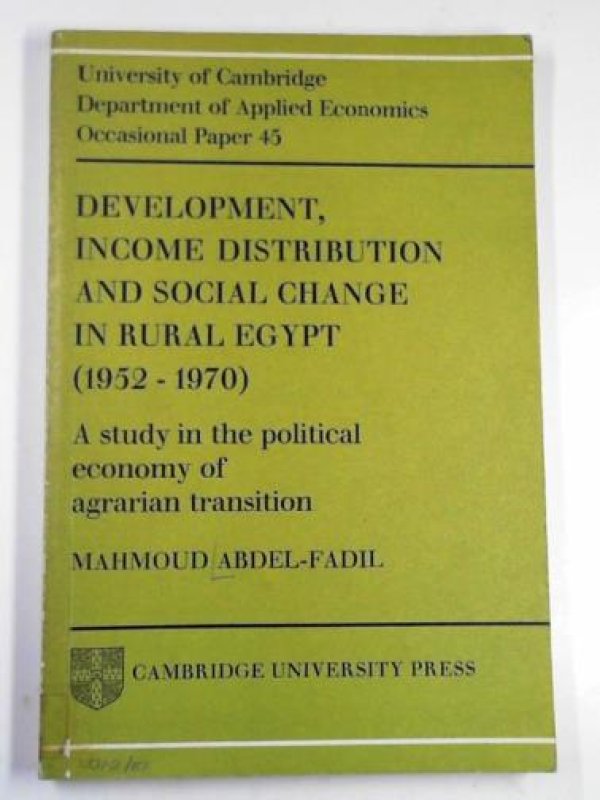 University of Cambridge
Department of Applied Economics
Occasional Paper 45
DEVELOPMENT,
INCOME DISTRIBUTION
AND SOCIAL CHANGE
IN RURAL EGYPT
(1952 - 1970)
A study in the political
economy of
agrarian transition
MAHMOUD ABDEL-FADIL
CAMBRIDGE UNIVERSITY PRESS